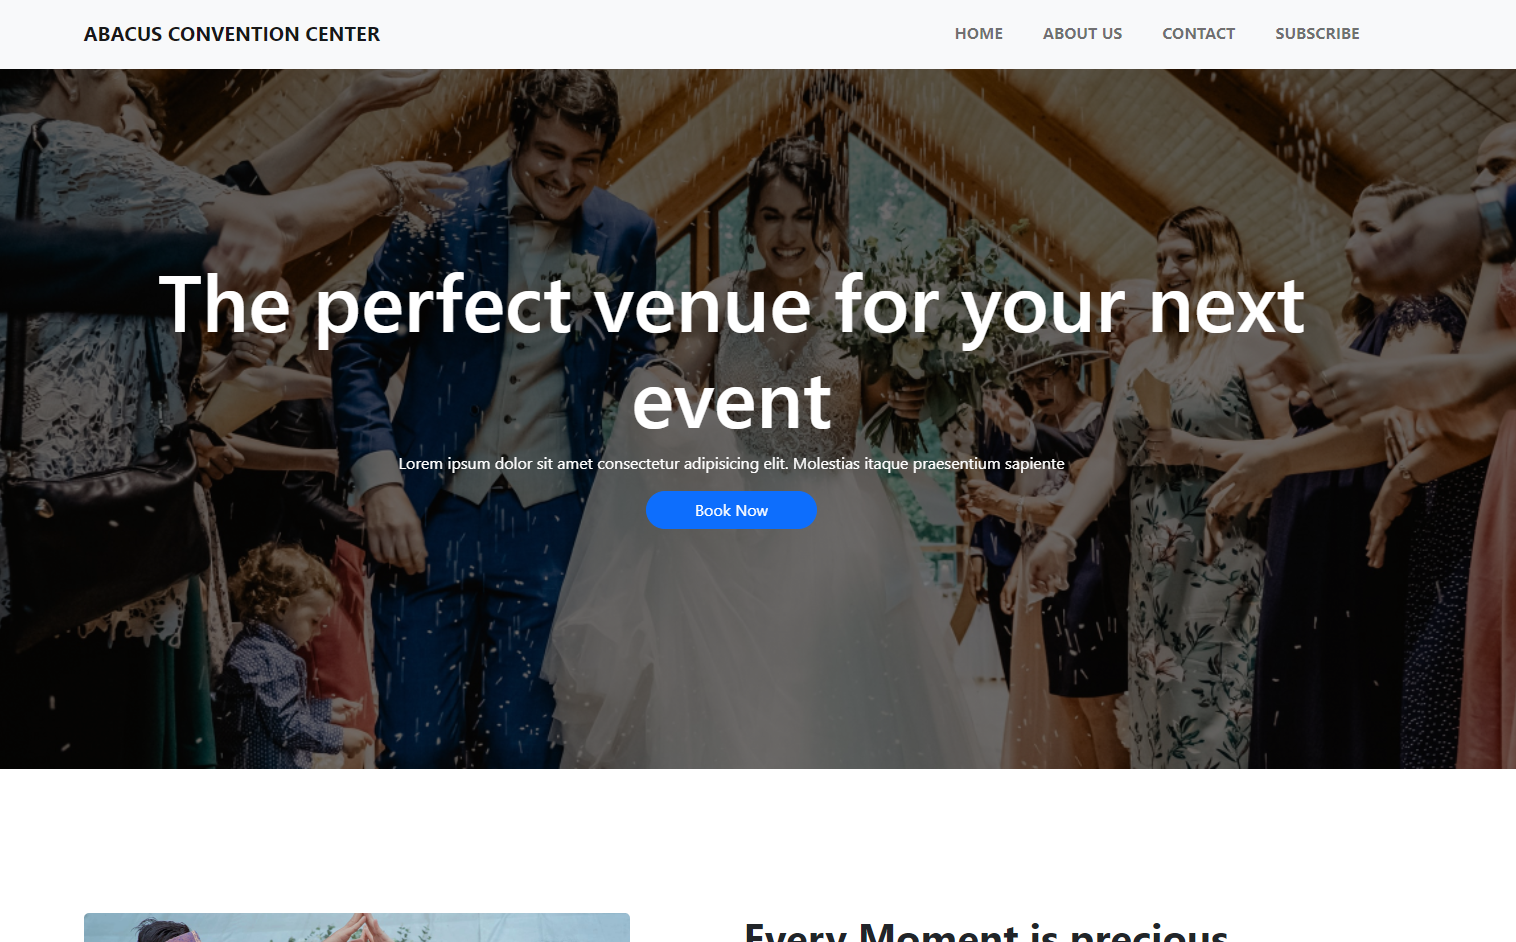 ABACUS CONVENTION CENTER
HOME ABOUT US CONTACT SUBSCRIBE
The perfect venue for your next
event
Lorem ipsum dolor sit amet consectetur adipisicing elit. Molestias itaque praesentium sapiente
Book Now
Every Moment is precious